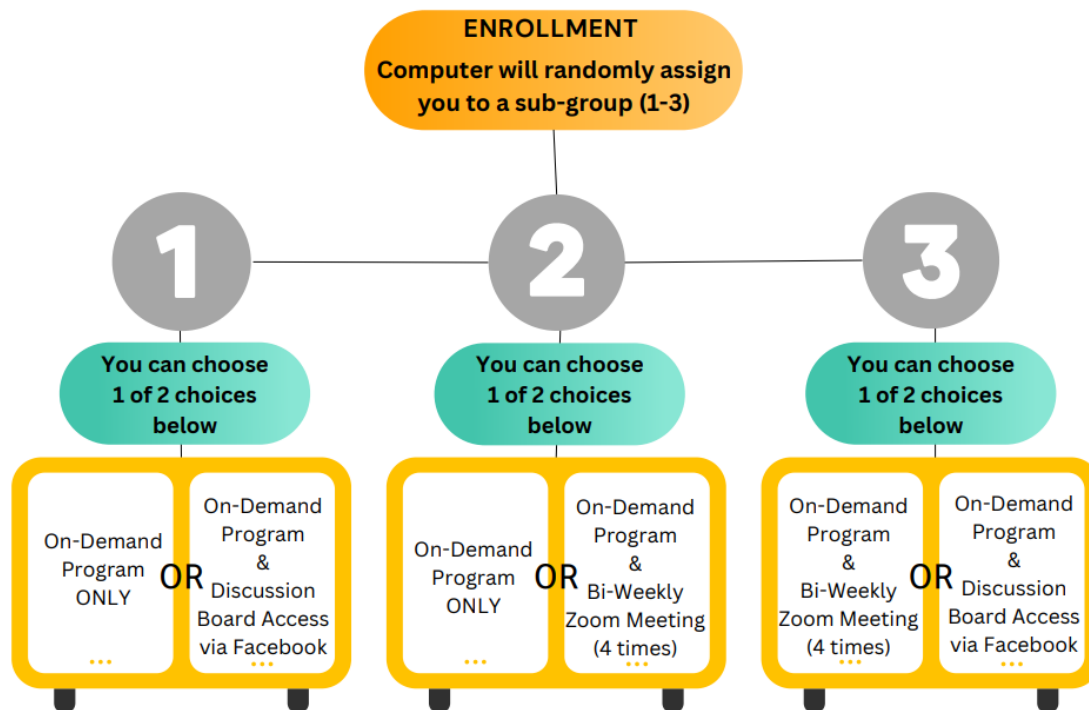 ENROLLMENT
Computer will randomly assign
you to a sub-group (1-3)
1
2
3
You can choose
1 of 2 choices
below
You can choose
1 of 2 choices
below
You can choose
1 of 2 choices
below
On-Demand
Program
ONLY
OR
On-Demand
Program
&
Discussion
Board Access
via Facebook
On-Demand
Program
ONLY
OR
On-Demand
Program
&
Bi-Weekly
Zoom Meeting
(4 times)
On-Demand
Program
&
Bi-Weekly
Zoom Meeting
(4 times)
OR
On-Demand
Program
&
Discussion
Board Access
via Facebook